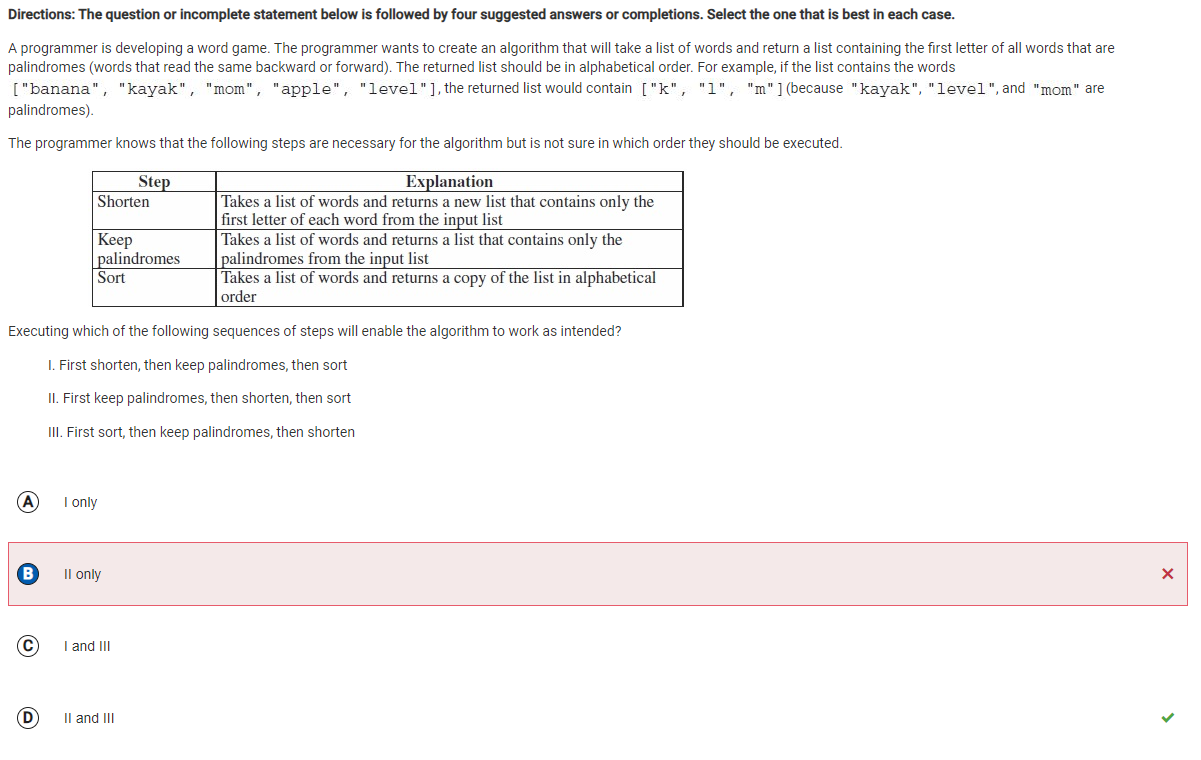 Directions: The question or incomplete statement below is followed by four suggested answers or completions. Select the one that is best in each case.
A programmer is developing a word game. The programmer wants to create an algorithm that will take a list of words and return a list containing the first letter of all words that are
palindromes (words that read the same backward or forward). The returned list should be in alphabetical order. For example, if the list contains the words
["banana", "kayak", "mom", "apple", "level"], the returned list would contain ["k", "l", "m"] (because "kayak", "level", and "mom" are
palindromes).
The programmer knows that the following steps are necessary for the algorithm but is not sure in which order they should be executed.
Step Explanation
Shorten Takes a list of words and returns a new list that contains only the
first letter of each word from the input list
Keep Takes a list of words and returns a list that contains only the
palindromes palindromes from the input list
Sort Takes a list of words and returns a copy of the list in alphabetical
order
Executing which of the following sequences of steps will enable the algorithm to work as intended?
I. First shorten, then keep palindromes, then sort
II. First keep palindromes, then shorten, then sort
III. First sort, then keep palindromes, then shorten
A I only
B II only
C I and III
D II and III